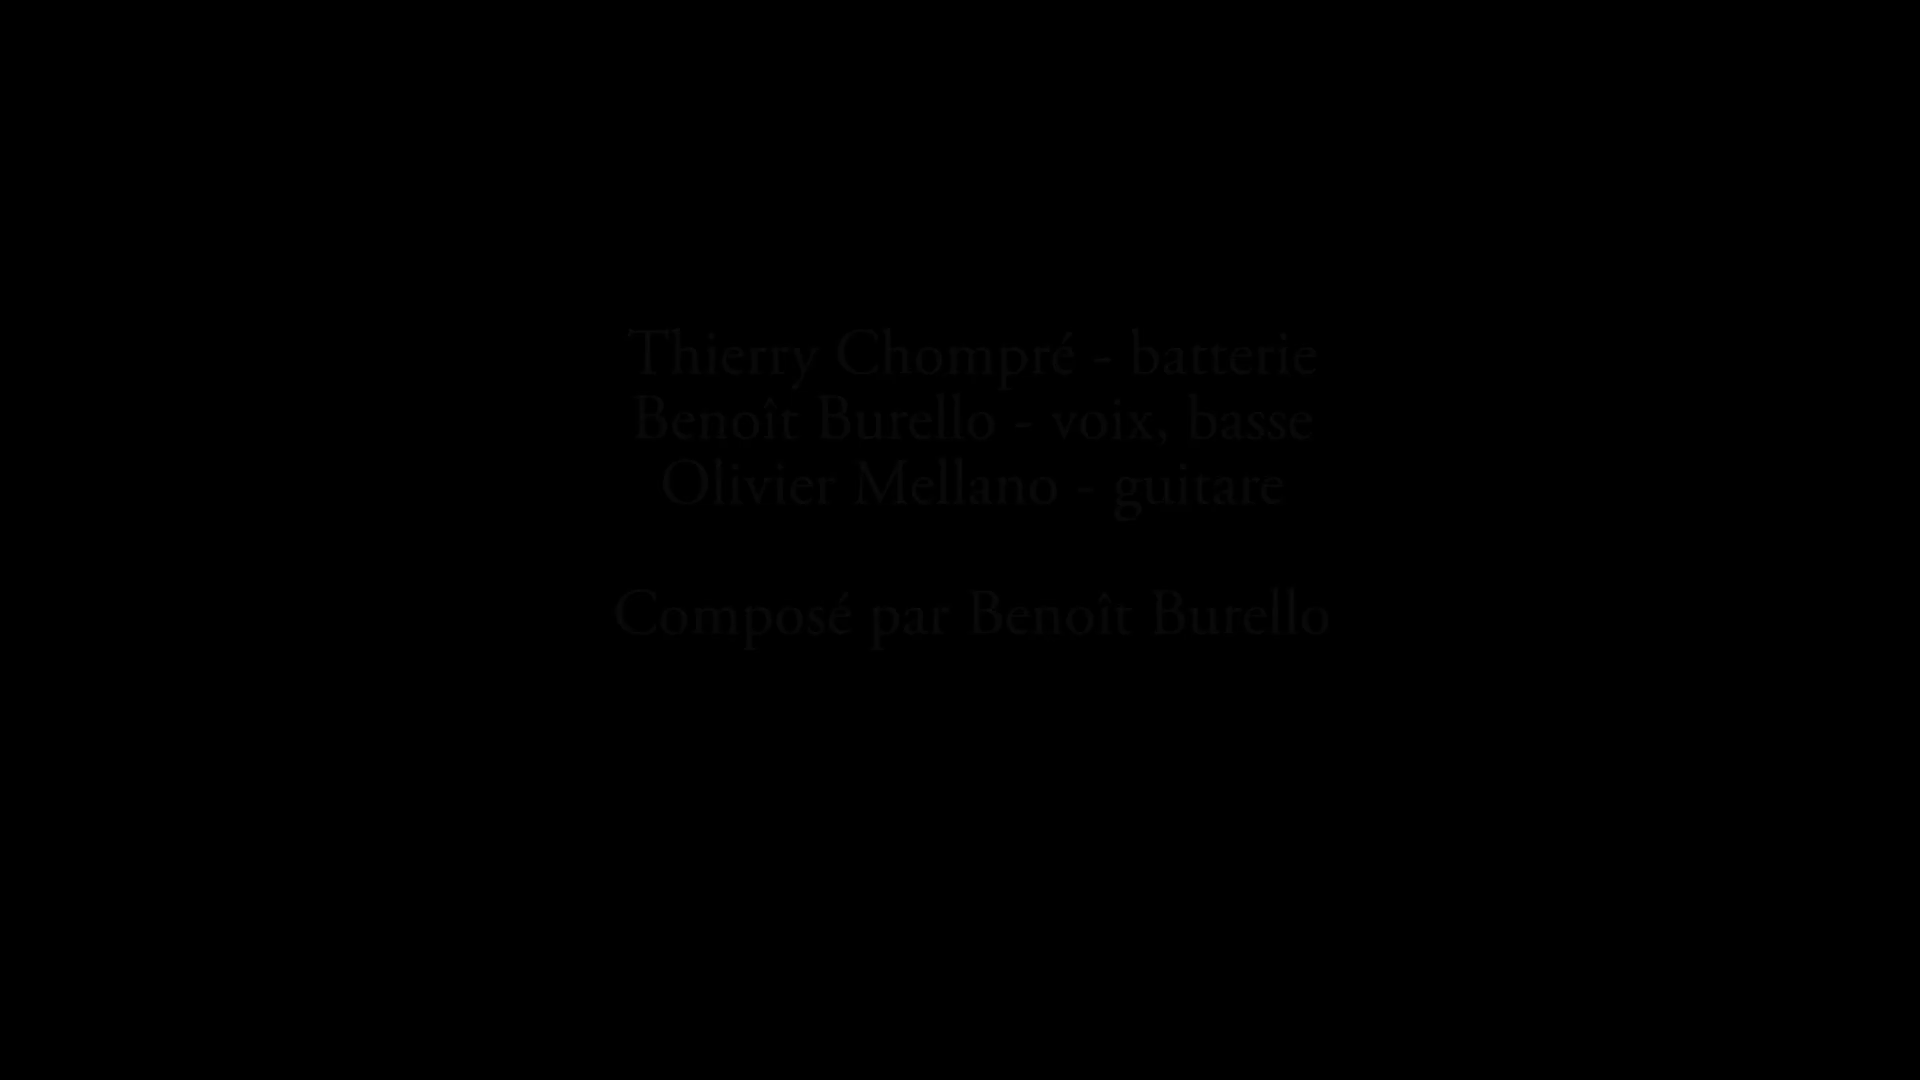 Thierry Chompré - batterie
Benoît Burello - voix, basse
Olivier Mellano - guitare
Composé par Benoît Burello